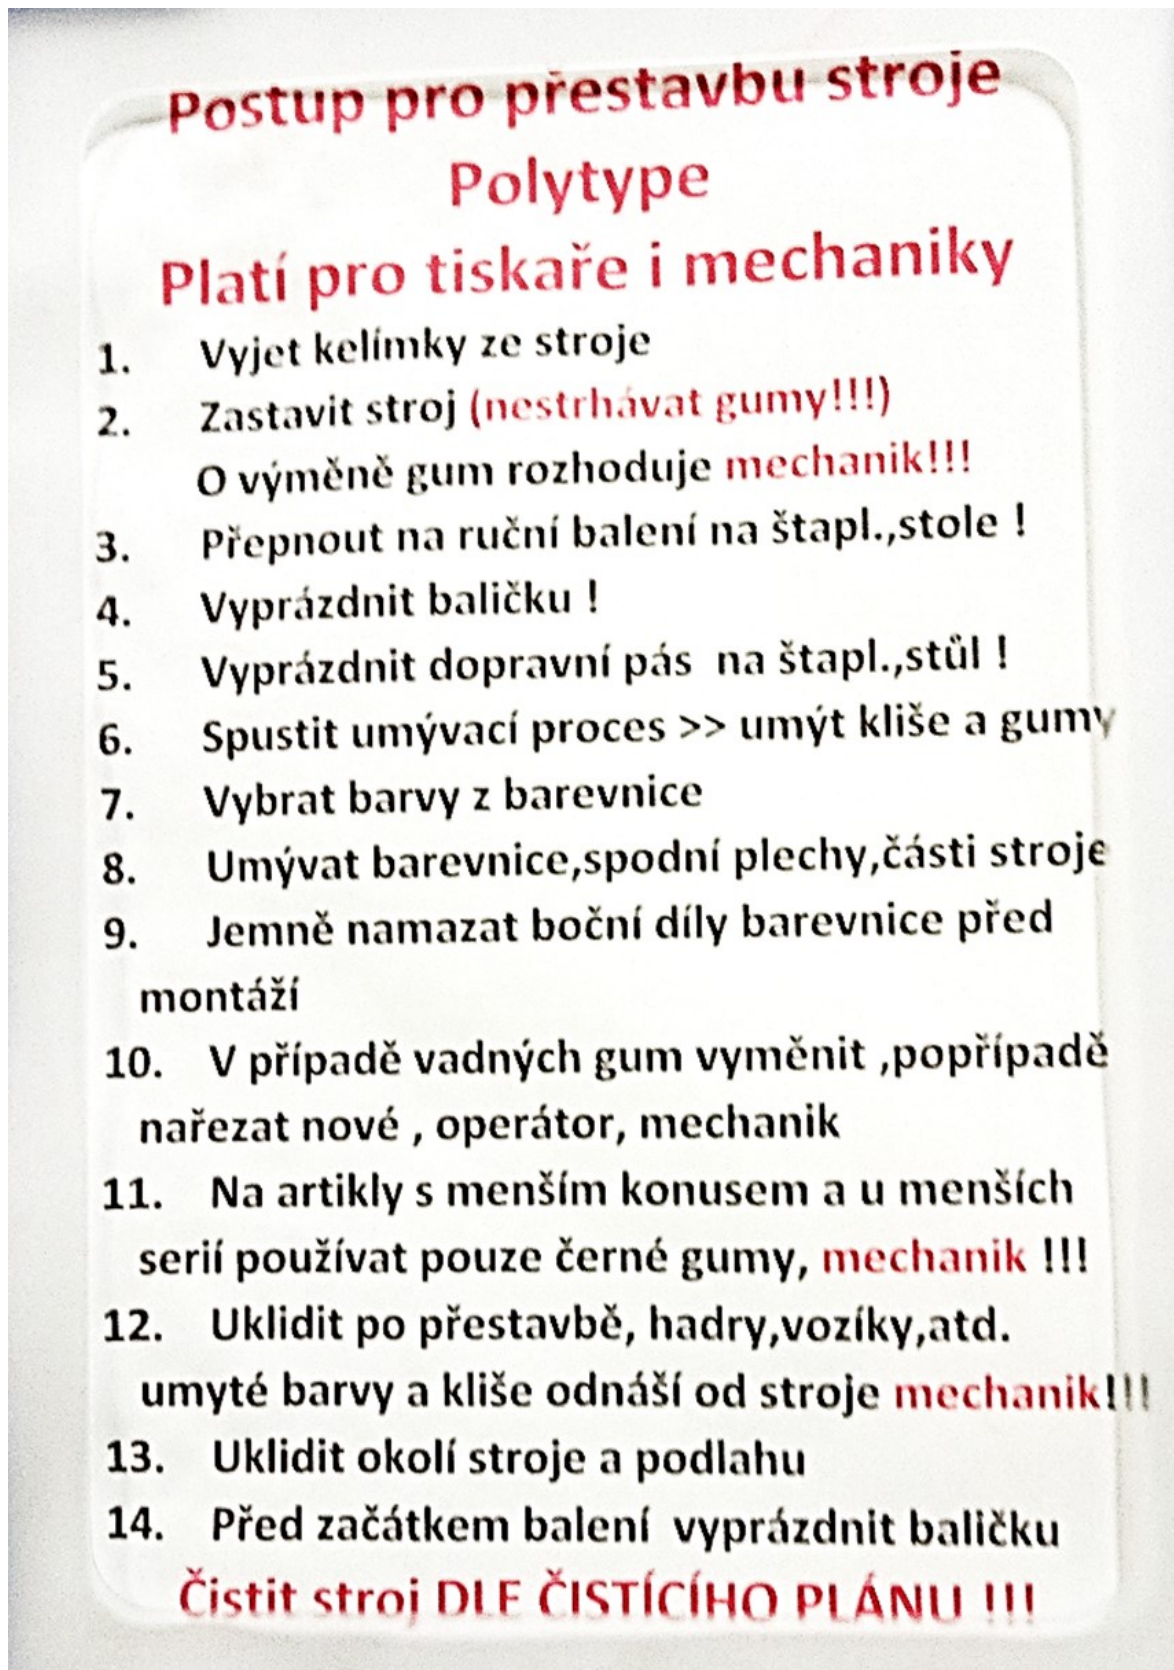 Postup pro přestavbu stroje
Polytype
Platí pro tiskaře i mechaniky
1. Vyjet kelímky ze stroje
2. Zastavit stroj (nestrhávat gumy!!!)
O výměně gum rozhoduje mechanik!!!
3. Přepnout na ruční balení na štapl.,stole !
4. Vyprázdnit baličku !
5. Vyprázdnit dopravní pás na štapl.,stůl !
6. Spustit umývací proces >> umýt kliše a gumy
7. Vybrat barvy z barevnice
8. Umývat barevnice,spodní plechy,části stroje
9. Jemně namazat boční díly barevnice před
montáží
10. V případě vadných gum vyměnit ,popřípadě
nařezat nové , operátor, mechanik
11. Na artikly s menším konusem a u menších
serií používat pouze černé gumy, mechanik !!!
12. Uklidit po přestavbě, hadry,vozíky,atd.
umyté barvy a kliše odnáší od stroje mechanik!!!
13. Uklidit okolí stroje a podlahu
14. Před začátkem balení vyprázdnit baličku
Čistit stroj DLE ČISTÍCÍHO PLÁNU !!!